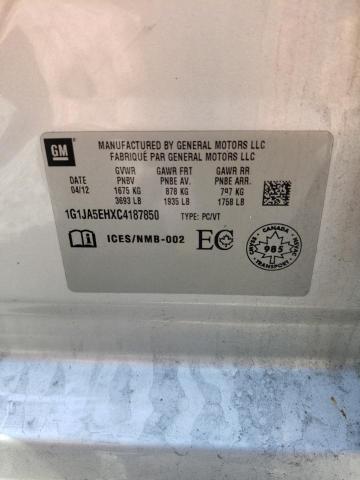 GM
MANUFACTURED BY GENERAL MOTORS LLC
FABRIQUÉ PAR GENERAL MOTORS LLC
DATE GVWR GAWR FRT GAWR RR
PNBV PNBE AV. PNBE ARR.
04/12 1675 KG 878 KG 797 KG
3693 LB 1935 LB 1758 LB
1G1JA5EHXC4187850 TYPE: PC/VT
ICES/NMB-002
CANADA
985
TRANSPORT